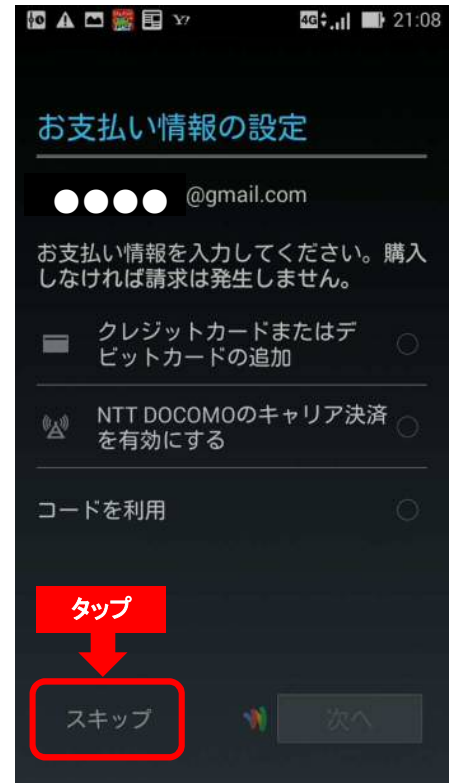 4G 21:08
お支払い情報の設定
●●●● @gmail.com
お支払い情報を入力してください。購入
しなければ請求は発生しません。
クレジットカードまたはデ
ビットカードの追加
NTT DOCOMOのキャリア決済
を有効にする
コードを利用
タップ
スキップ 次へ